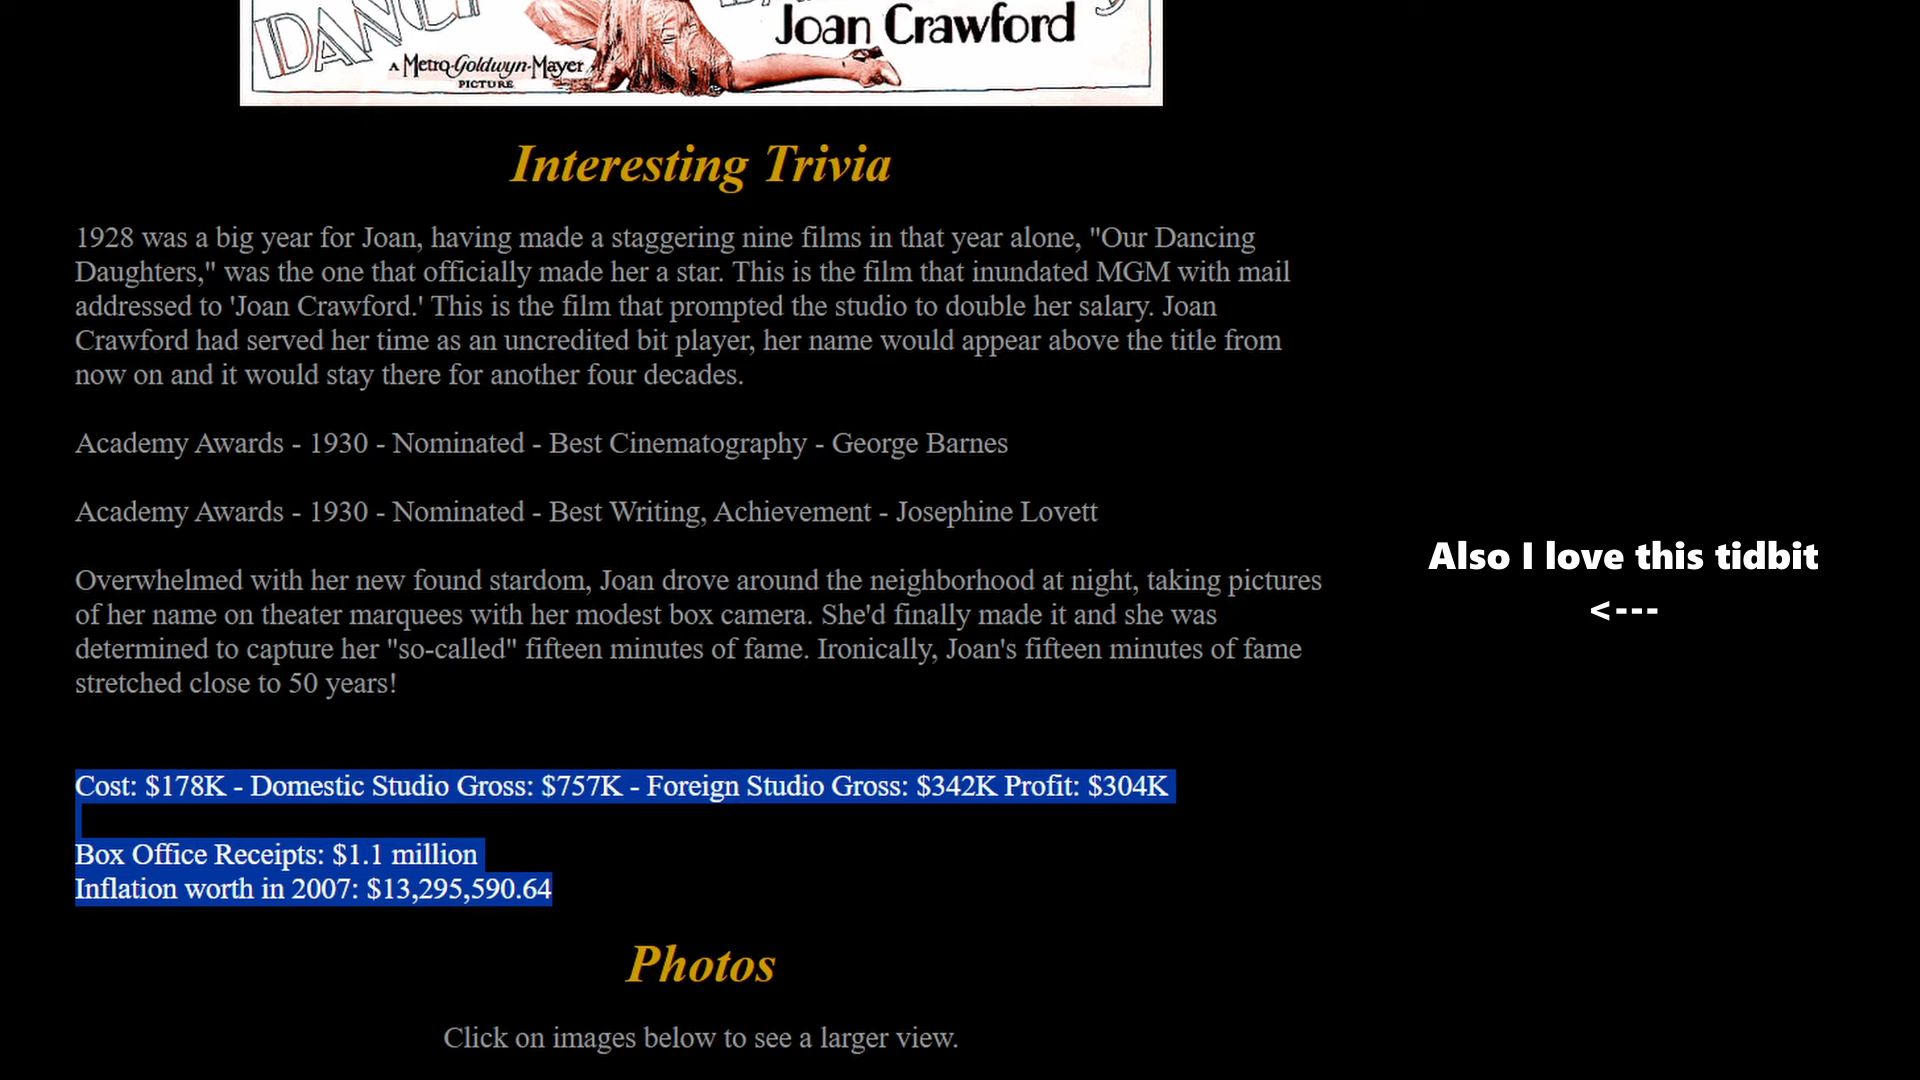 DANCI
Joan Crawford
A Metro-Goldwyn-Mayer
PICTURE
Interesting Trivia
1928 was a big year for Joan, having made a staggering nine films in that year alone, "Our Dancing
Daughters," was the one that officially made her a star. This is the film that inundated MGM with mail
addressed to 'Joan Crawford.' This is the film that prompted the studio to double her salary. Joan
Crawford had served her time as an uncredited bit player, her name would appear above the title from
now on and it would stay there for another four decades.
Academy Awards - 1930 - Nominated - Best Cinematography - George Barnes
Academy Awards - 1930 - Nominated - Best Writing, Achievement - Josephine Lovett
Overwhelmed with her new found stardom, Joan drove around the neighborhood at night, taking pictures
of her name on theater marquees with her modest box camera. She'd finally made it and she was
determined to capture her "so-called" fifteen minutes of fame. Ironically, Joan's fifteen minutes of fame
stretched close to 50 years!
Also I love this tidbit
<---
Cost: $178K - Domestic Studio Gross: $757K - Foreign Studio Gross: $342K Profit: $304K
Box Office Receipts: $1.1 million
Inflation worth in 2007: $13,295,590.64
Photos
Click on images below to see a larger view.